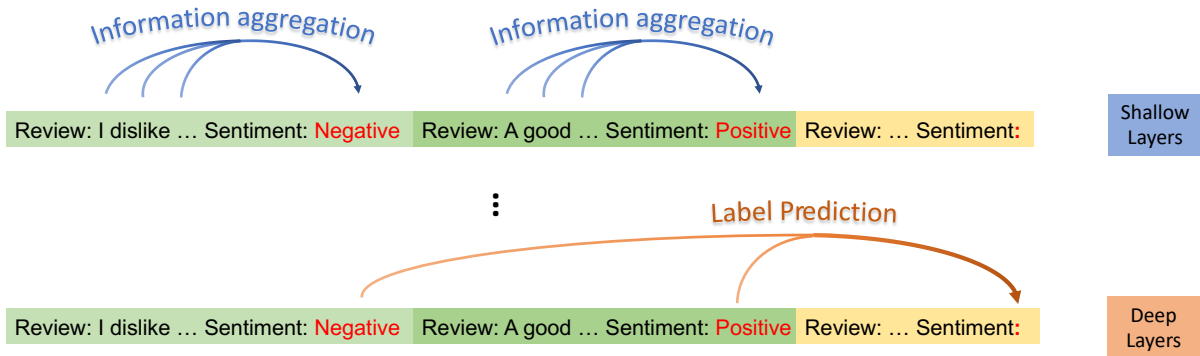 Information aggregation Information aggregation
Review: I dislike … Sentiment: Negative Review: A good … Sentiment: Positive Review: … Sentiment:
Shallow
Layers
⋮
Label Prediction
Review: I dislike … Sentiment: Negative Review: A good … Sentiment: Positive Review: … Sentiment:
Deep
Layers